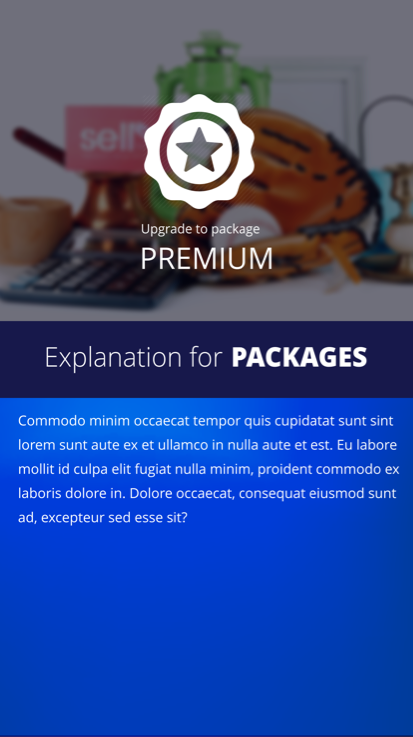 sell
Upgrade to package
PREMIUM
Explanation for PACKAGES
Commodo minim occaecat tempor quis cupidatat sunt sint
lorem sunt aute ex et ullamco in nulla aute et est. Eu labore
mollit id culpa elit fugiat nulla minim, proident commodo ex
laboris dolore in. Dolore occaecat, consequat eiusmod sunt
ad, excepteur sed esse sit?